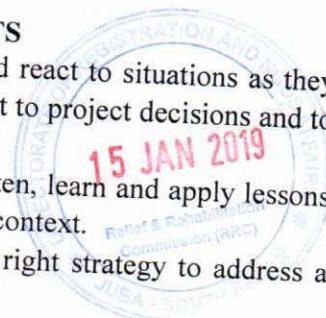 TS
d react to situations as they
t to project decisions and to
15 JAN 2019
ten, learn and apply lessons
context.
Relief & Rehabilitation
Commission (RRC)
right strategy to address a
JUBA - SOUTH